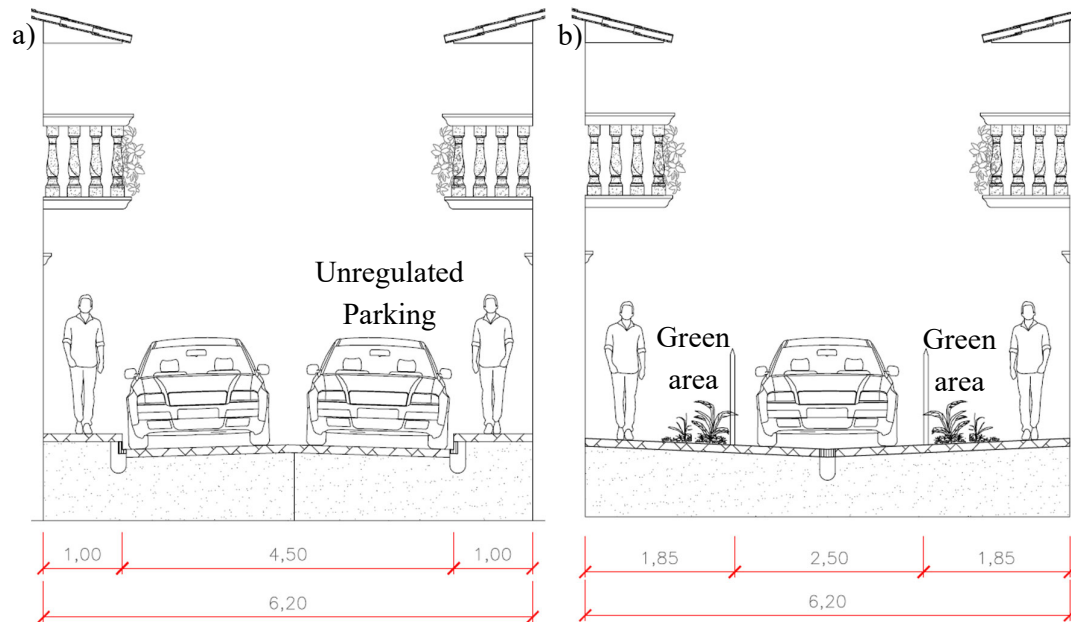 a)
Unregulated
Parking
1,00
4,50
1,00
6,20
b)
Green
area
Green
area
1,85
2,50
1,85
6,20